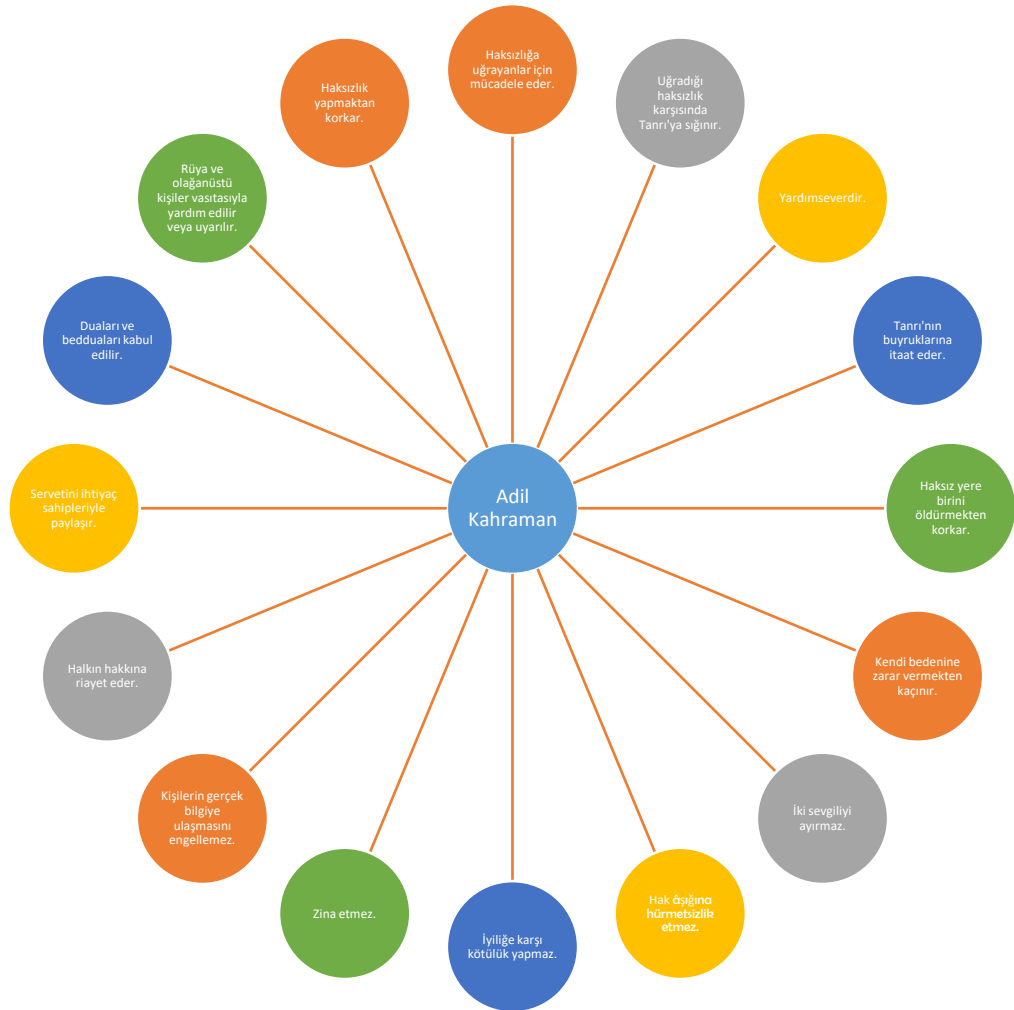 Haksızlığa
uğrayanlar için
mücadele eder.
Uğradığı
haksızlık
karşısında
Tanrı'ya sığınır.
Yardımseverdir.
Tanrı'nın
buyruklarına
itaat eder.
Haksız yere
birini
öldürmekten
korkar.
Kendi bedenine
zarar vermekten
kaçınır.
İki sevgiliyi
ayırmaz.
Hak âşığına
hürmetsizlik
etmez.
İyiliğe karşı
kötülük yapmaz.
Zina etmez.
Kişilerin gerçek
bilgiye
ulaşmasını
engellemez.
Halkın hakkına
riayet eder.
Servetini ihtiyaç
sahipleriyle
paylaşır.
Duaları ve
bedduaları kabul
edilir.
Rüya ve
olağanüstü
kişiler vasıtasıyla
yardım edilir
veya uyarılır.
Haksızlık
yapmaktan
korkar.
Adil
Kahraman